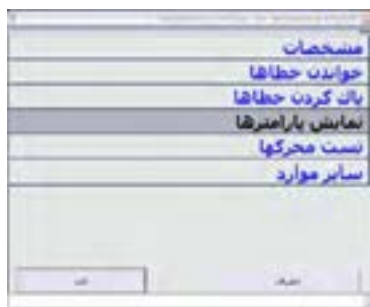 مشخصات
خواندن خطاها
پاک کردن خطاها
نمایش پارامترها
تست محرکها
سایر موارد